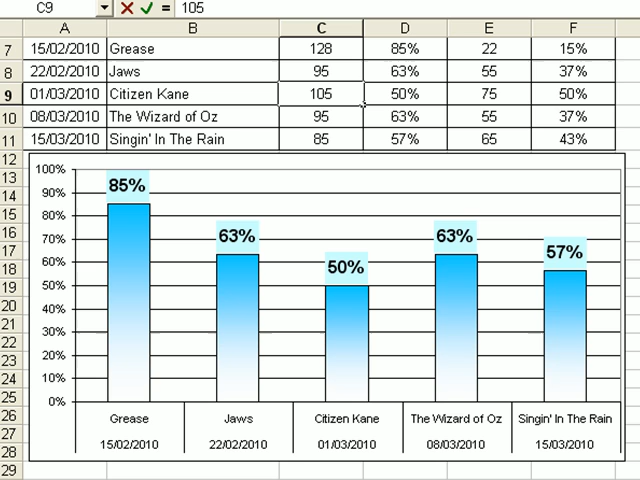 C9 105
A B C D E F
7 15/02/2010 Grease 128 85% 22 15%
8 22/02/2010 Jaws 95 63% 55 37%
9 01/03/2010 Citizen Kane 105 50% 75 50%
10 08/03/2010 The Wizard of Oz 95 63% 55 37%
11 15/03/2010 Singin' In The Rain 85 57% 65 43%
12
13
14
15
16
17
18
19
20
21
22
23
24
25
26
27
28
29
100%
90%
80%
70%
60%
50%
40%
30%
20%
10%
0%
85% 63% 50% 63% 57%
Grease Jaws Citizen Kane The Wizard of Oz Singin' In The Rain
15/02/2010 22/02/2010 01/03/2010 08/03/2010 15/03/2010